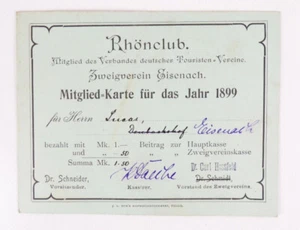 Rhönclub.
Mitglied des Verbandes deutscher Touristen-Vereine.
Zweigverein Eisenach.
Mitglied-Karte für das Jahr 1899
für Herrn Eisenach
bezahlt mit Mk. 1.— Beitrag zur Hauptkasse
und „ 50 „ „ Zweigvereinskasse
Summa Mk. 1.50
Dr. Carl
Dr. Schneider,
Vorsitzender. Kassier. Vorstand des Zweigvereins.